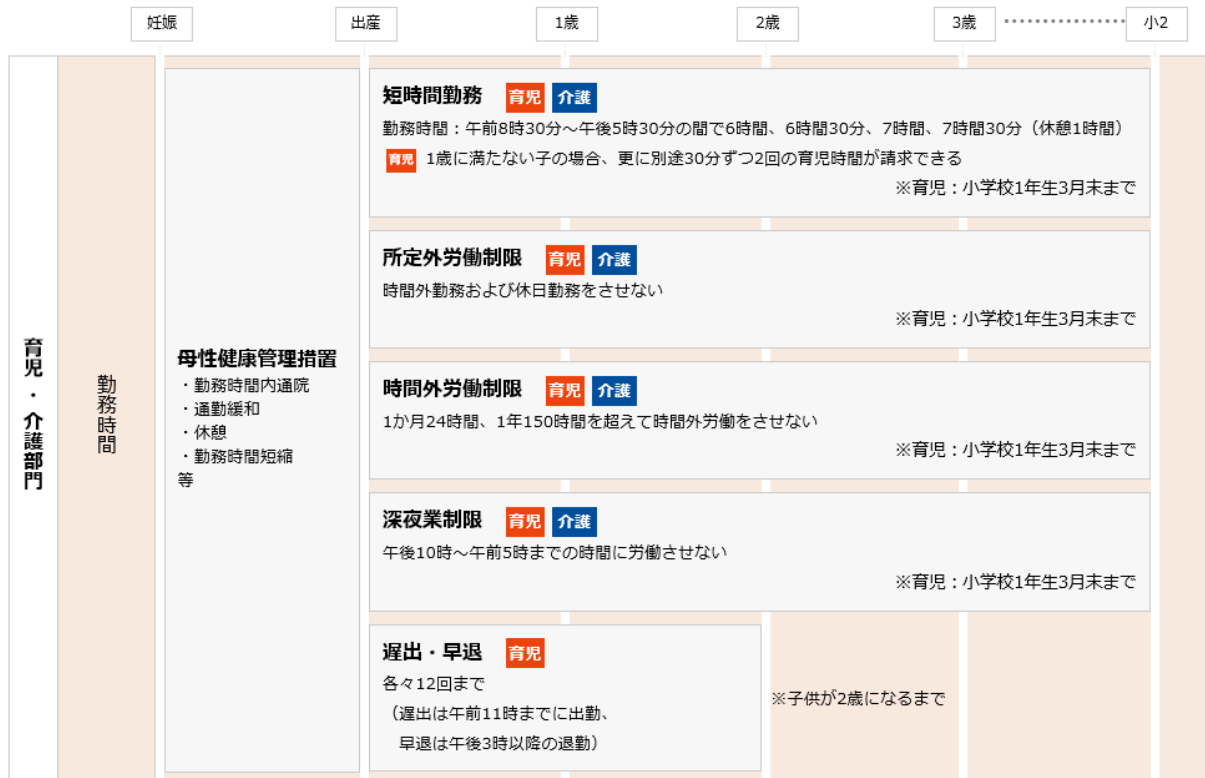 妊娠
出産
1歳
2歳
3歳
小2
育児・介護部門
勤務時間
母性健康管理措置
・勤務時間内通院
・通勤緩和
・休憩
・勤務時間短縮
等
短時間勤務 育児 介護
勤務時間：午前8時30分～午後5時30分の間で6時間、6時間30分、7時間、7時間30分（休憩1時間）
育児 1歳に満たない子の場合、更に別途30分ずつ2回の育児時間が請求できる
※育児：小学校1年生3月末まで
所定外労働制限 育児 介護
時間外勤務および休日勤務をさせない
※育児：小学校1年生3月末まで
時間外労働制限 育児 介護
1か月24時間、1年150時間を超えて時間外労働をさせない
※育児：小学校1年生3月末まで
深夜業制限 育児 介護
午後10時～午前5時までの時間に労働させない
※育児：小学校1年生3月末まで
遅出・早退 育児
各々12回まで
（遅出は午前11時までに出勤、
早退は午後3時以降の退勤）
※子供が2歳になるまで